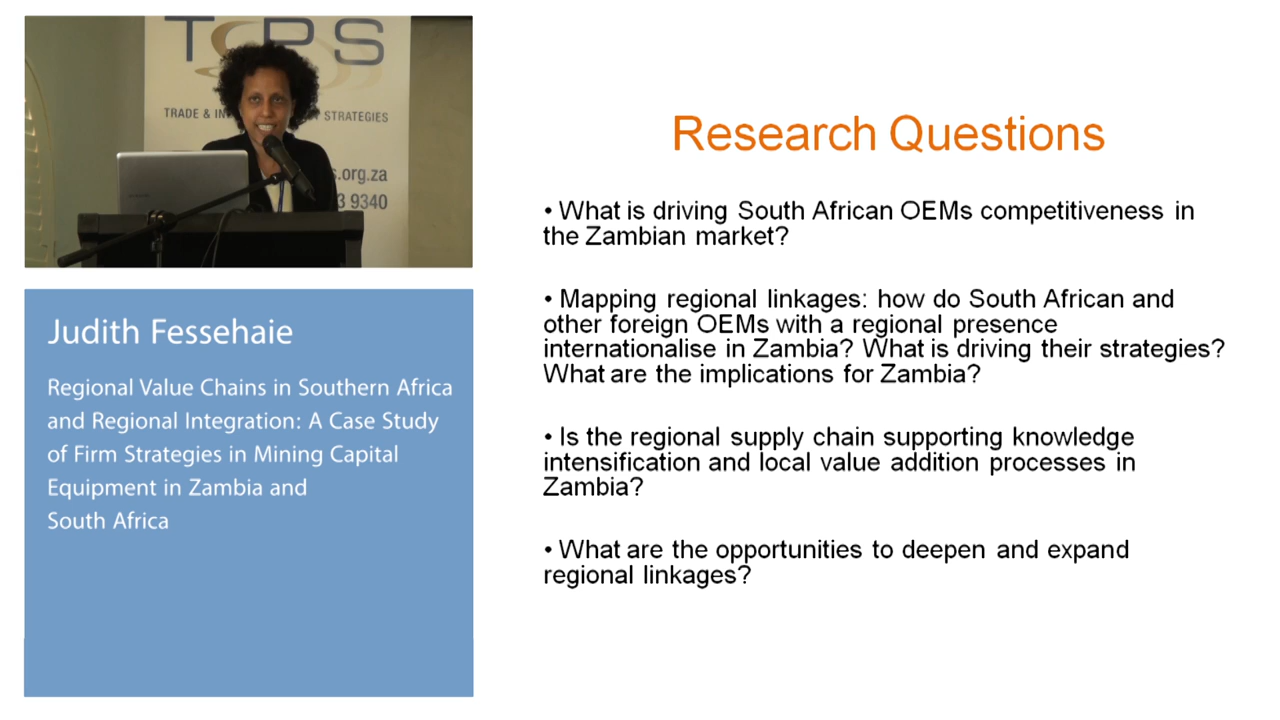 TIPS
TRADE & IN
STRATEGIES
.org.za
3 9340
Judith Fessehaie
Regional Value Chains in Southern Africa
and Regional Integration: A Case Study
of Firm Strategies in Mining Capital
Equipment in Zambia and
South Africa
Research Questions
• What is driving South African OEMs competitiveness in
the Zambian market?
• Mapping regional linkages: how do South African and
other foreign OEMs with a regional presence
internationalise in Zambia? What is driving their strategies?
What are the implications for Zambia?
• Is the regional supply chain supporting knowledge
intensification and local value addition processes in
Zambia?
• What are the opportunities to deepen and expand
regional linkages?